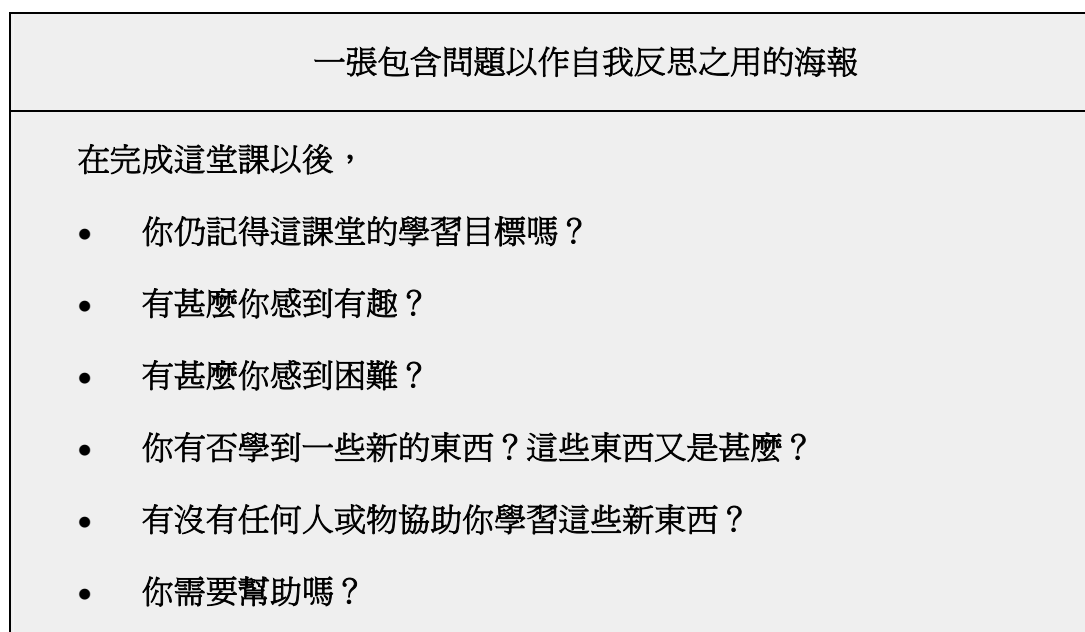 一張包含問題以作自我反思之用的海報
在完成這堂課以後，
• 你仍記得這課堂的學習目標嗎？
• 有甚麼你感到有趣？
• 有甚麼你感到困難？
• 你有否學到一些新的東西？這些東西又是甚麼？
• 有沒有任何人或物協助你學習這些新東西？
• 你需要幫助嗎？